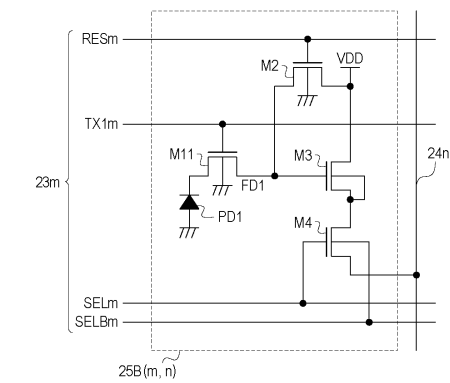 RESm
M2
VDD
TX1m
M11
M3
24n
23m
FD1
PD1
M4
SELm
SELBm
25B(m, n)